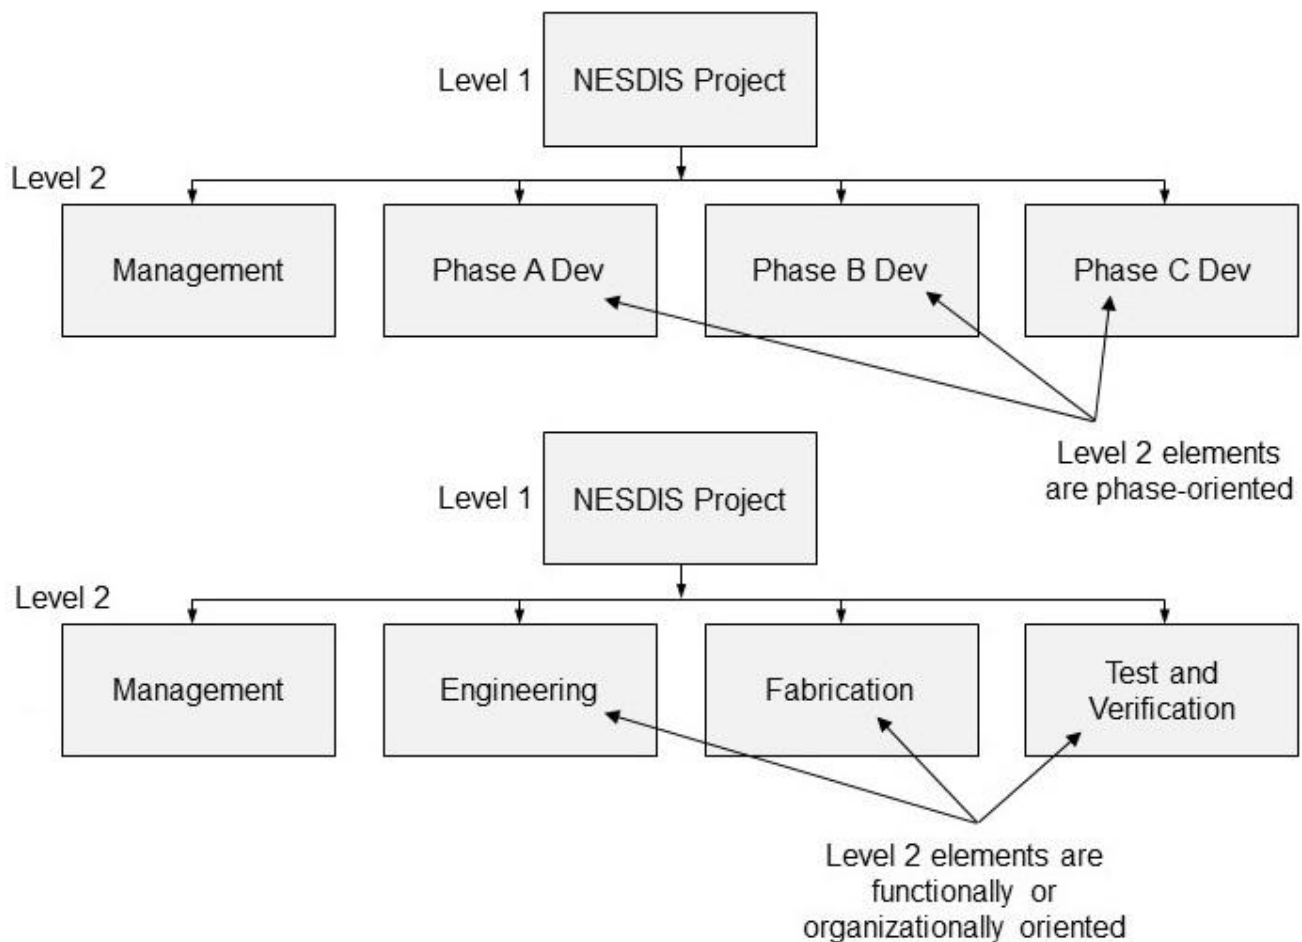 Level 1
NESDIS Project
Level 2
Management
Phase A Dev
Phase B Dev
Phase C Dev
Level 2 elements
are phase-oriented
Level 1
NESDIS Project
Level 2
Management
Engineering
Fabrication
Test and
Verification
Level 2 elements are
functionally or
organizationally oriented